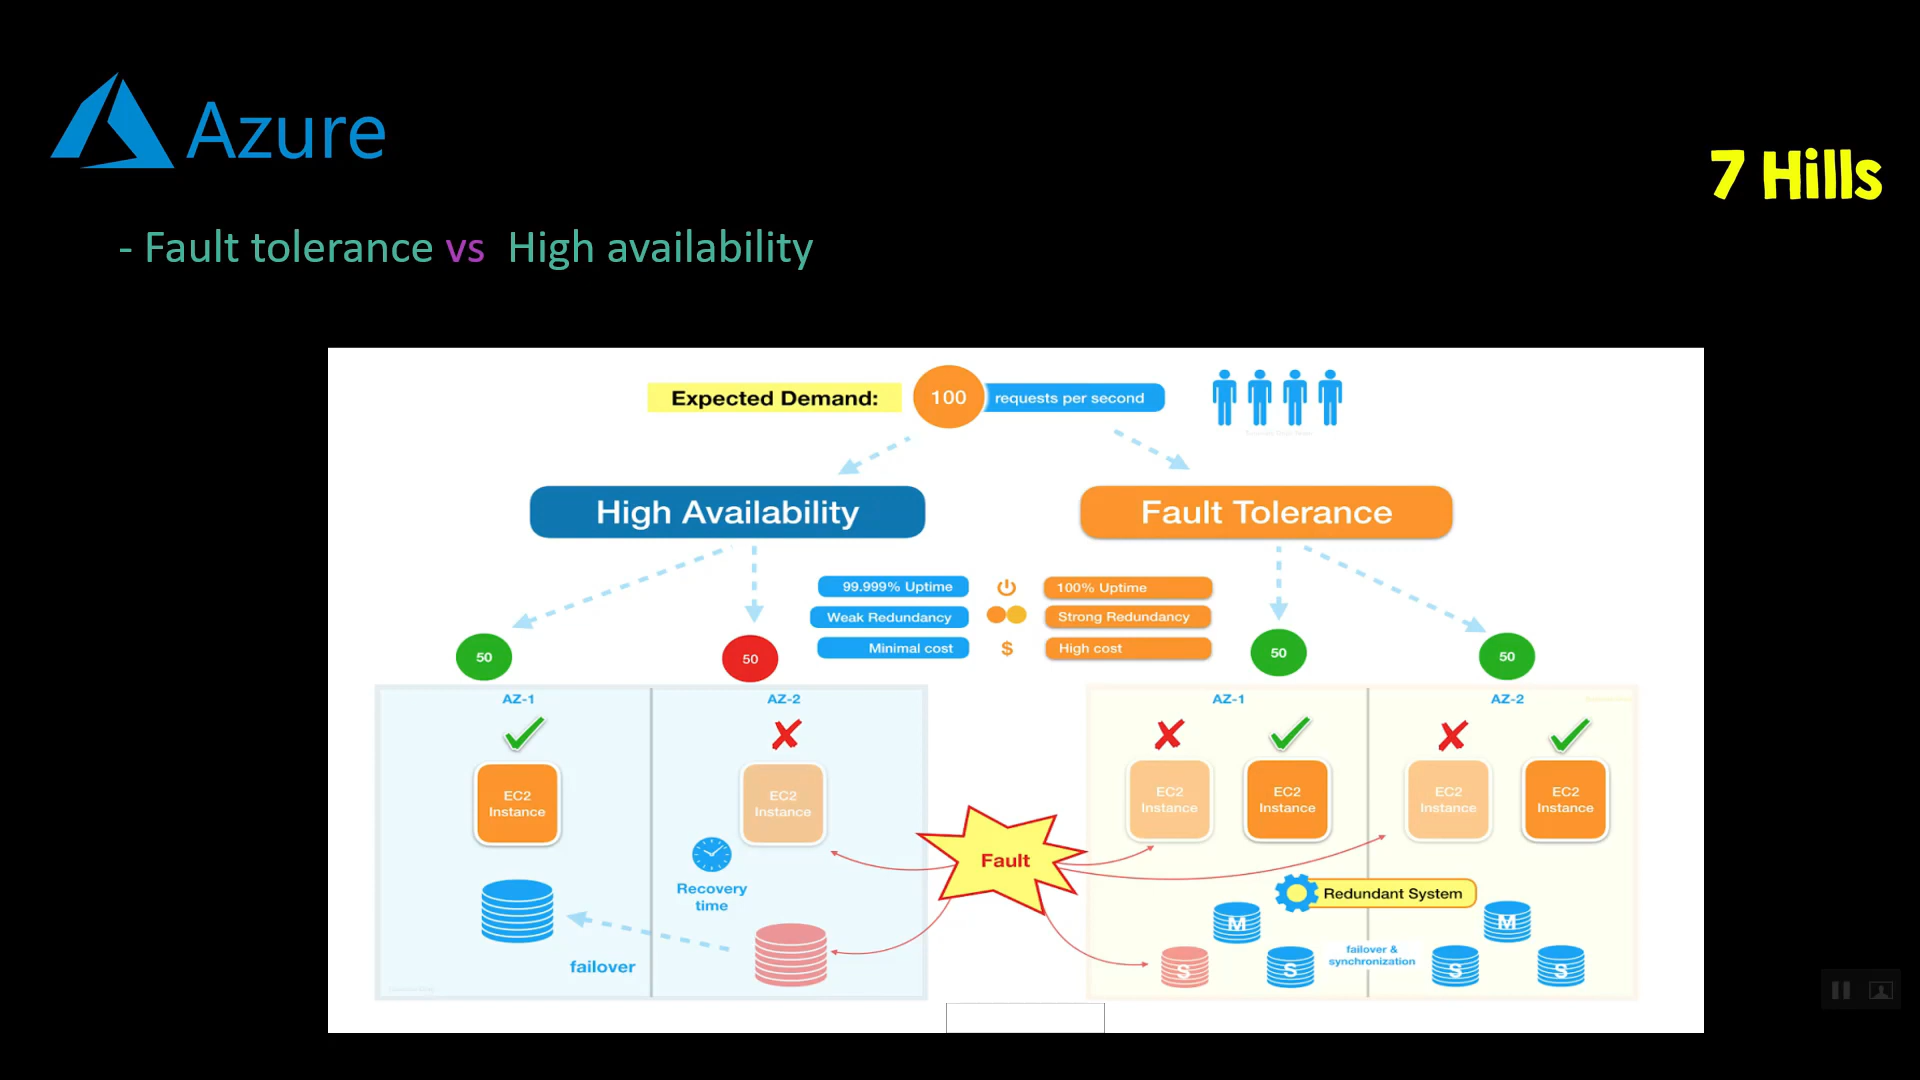 Azure
7 Hills
- Fault tolerance vs High availability
Expected Demand: 100 requests per second
High Availability
Fault Tolerance
99.999% Uptime
100% Uptime
Weak Redundancy
Strong Redundancy
Minimal cost
$
High cost
50
50
50
50
AZ-1
AZ-2
AZ-1
AZ-2
EC2
Instance
EC2
Instance
EC2
Instance
EC2
Instance
EC2
Instance
EC2
Instance
Fault
Recovery
time
failover
Redundant System
M
M
failover &
synchronization
S
S
S
S